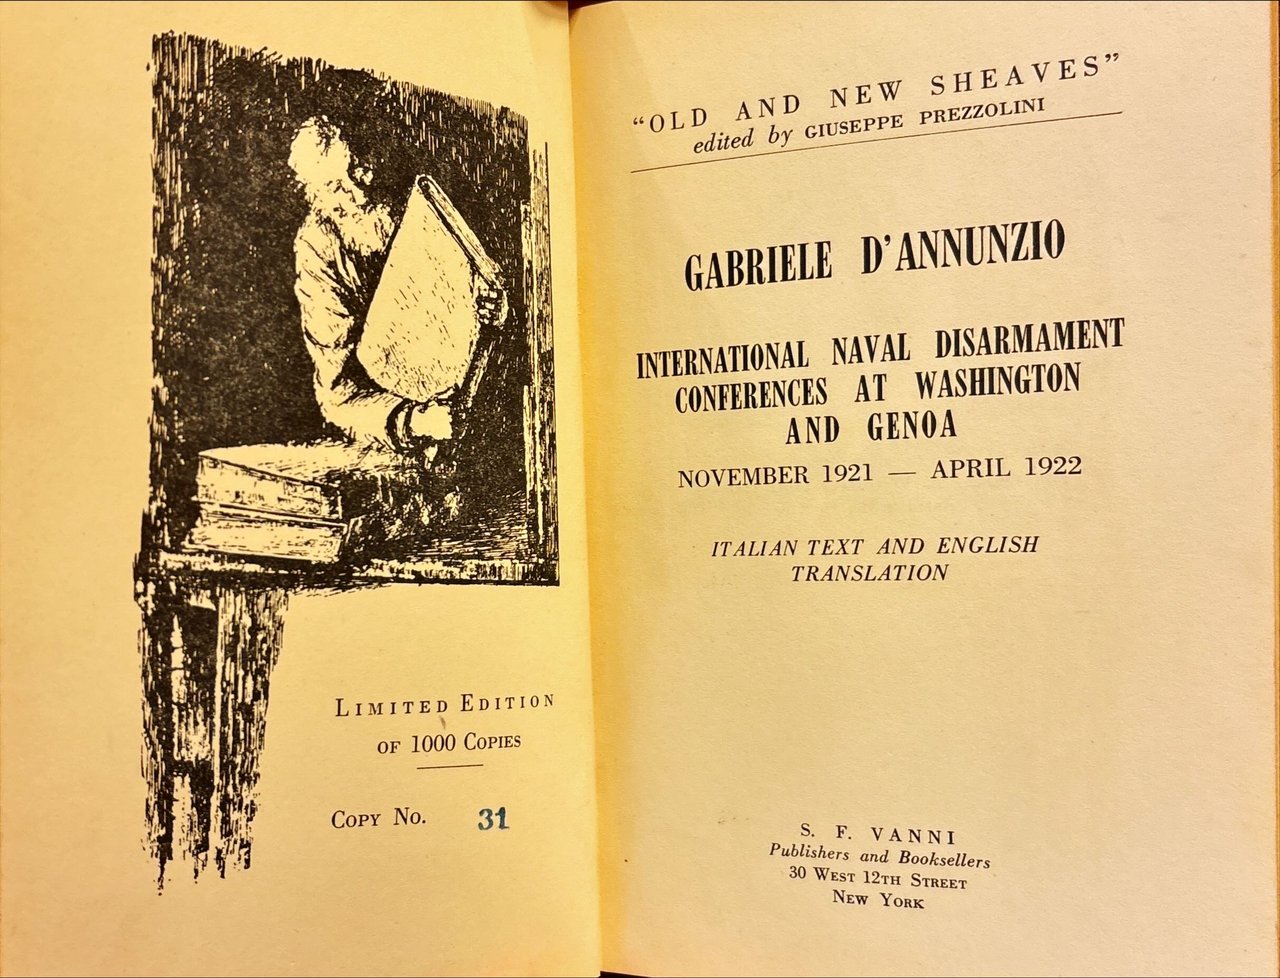 LIMITED EDITION
OF 1000 COPIES
COPY No. 31
"OLD AND NEW SHEAVES"
edited by GIUSEPPE PREZZOLINI
GABRIELE D'ANNUNZIO
INTERNATIONAL NAVAL DISARMAMENT
CONFERENCES AT WASHINGTON
AND GENOA
NOVEMBER 1921 — APRIL 1922
ITALIAN TEXT AND ENGLISH
TRANSLATION
S. F. VANNI
Publishers and Booksellers
30 WEST 12TH STREET
NEW YORK